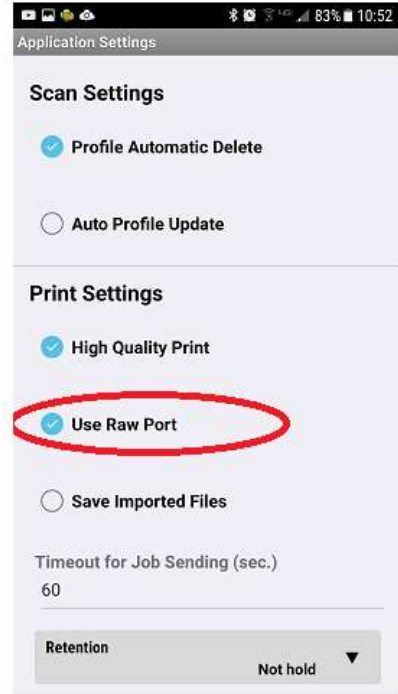 83% 10:52
Application Settings
Scan Settings
Profile Automatic Delete
Auto Profile Update
Print Settings
High Quality Print
Use Raw Port
Save Imported Files
Timeout for Job Sending (sec.)
60
Retention
Not hold